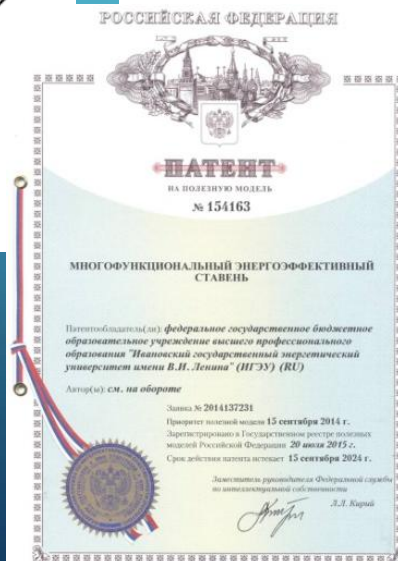 РОССИЙСКАЯ ФЕДЕРАЦИЯ
ПАТЕНТ
НА ПОЛЕЗНУЮ МОДЕЛЬ
№ 154163
МНОГОФУНКЦИОНАЛЬНЫЙ ЭНЕРГОЭФФЕКТИВНЫЙ
СТАВЕНЬ
Патентообладатель(ли): федеральное государственное бюджетное
образовательное учреждение высшего профессионального
образования "Ивановский государственный энергетический
университет имени В.И. Ленина" (ИГЭУ) (RU)
Автор(ы): см. на обороте
Заявка № 2014137231
Приоритет полезной модели 15 сентября 2014 г.
Зарегистрировано в Государственном реестре полезных
моделей Российской Федерации 20 июля 2015 г.
Срок действия патента истекает 15 сентября 2024 г.
Заместитель руководителя Федеральной службы
по интеллектуальной собственности
Л.Л. Кирий